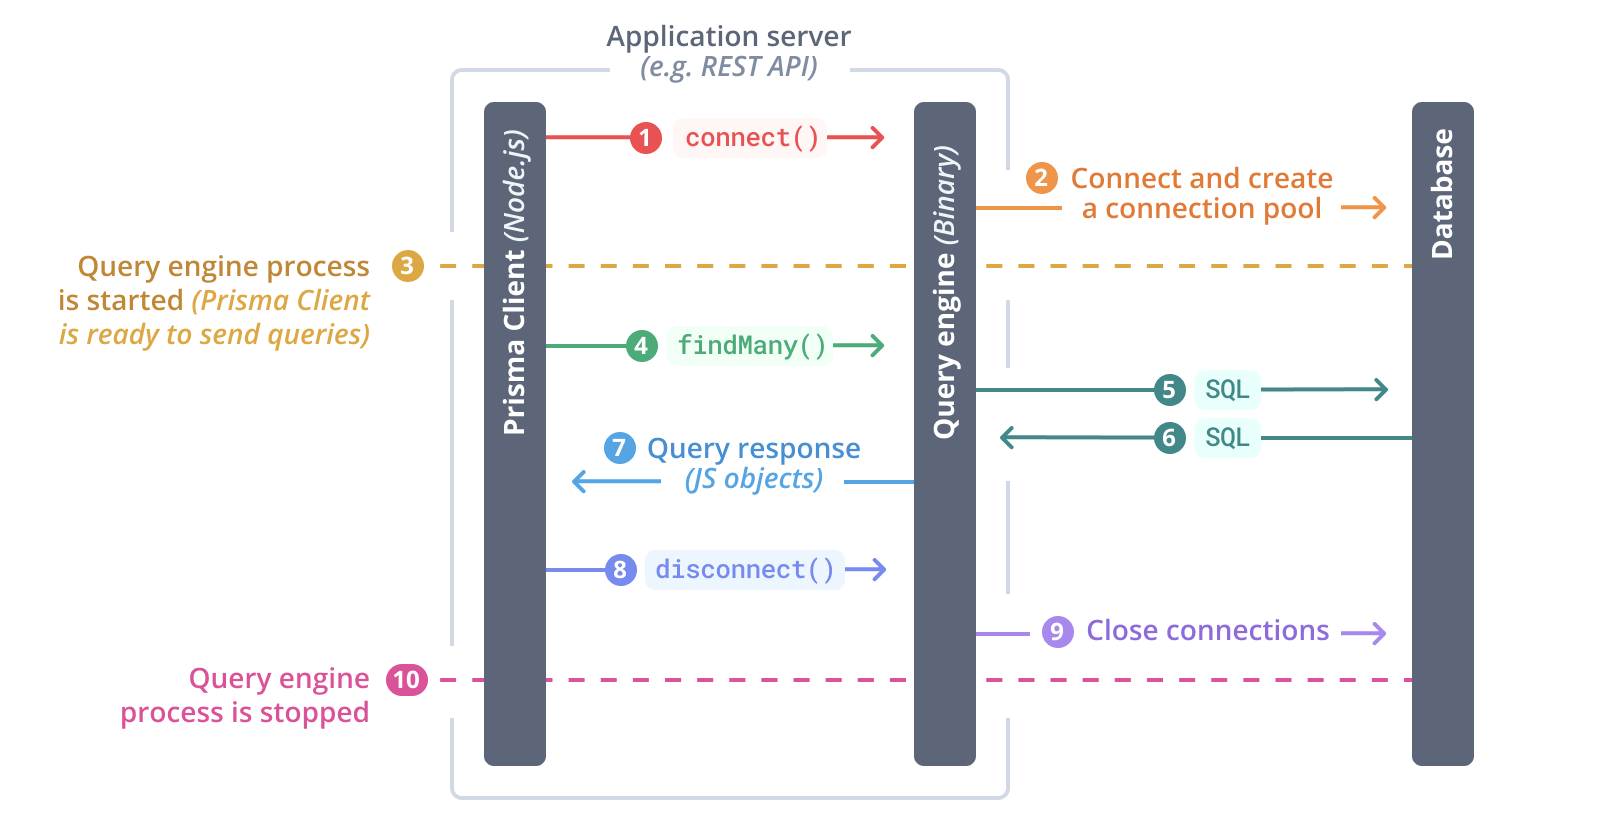 Application server
(e.g. REST API)
Prisma Client (Node.js)
Query engine (Binary)
Database
1 connect()
2 Connect and create
a connection pool
Query engine process 3
is started (Prisma Client
is ready to send queries)
4 findMany()
5 SQL
6 SQL
7 Query response
(JS objects)
8 disconnect()
9 Close connections
Query engine 10
process is stopped